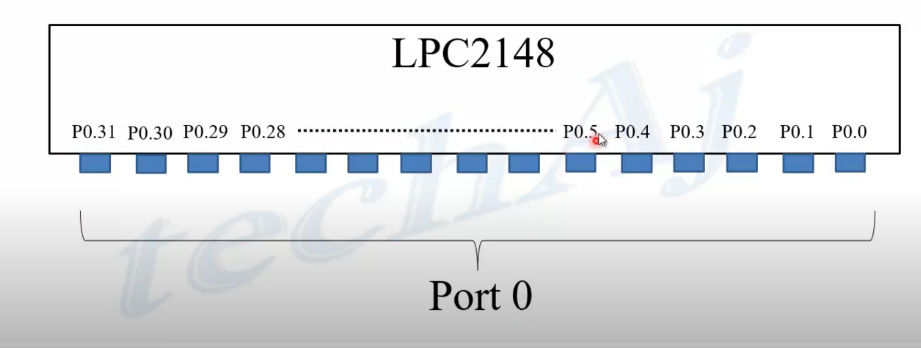 LPC2148
P0.31 P0.30 P0.29 P0.28 ........................................ P0.5 P0.4 P0.3 P0.2 P0.1 P0.0
techAj
Port 0